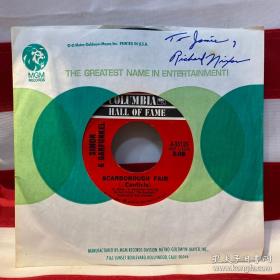 © Metro-Goldwyn-Mayer Inc. PRINTED IN U.S.A.
To Jamie,
Richard Nixon
MGM
RECORDS
THE GREATEST NAME IN ENTERTAINMENT!
COLUMBIA
HALL OF FAME
SIMON
& GARFUNKEL
SCARBOROUGH FAIR
(Canticle)
MANUFACTURED BY MGM RECORDS DIVISION METRO-GOLDWYN-MAYER, INC.
7165 SUNSET BOULEVARD, HOLLYWOOD, CALIF. 90046